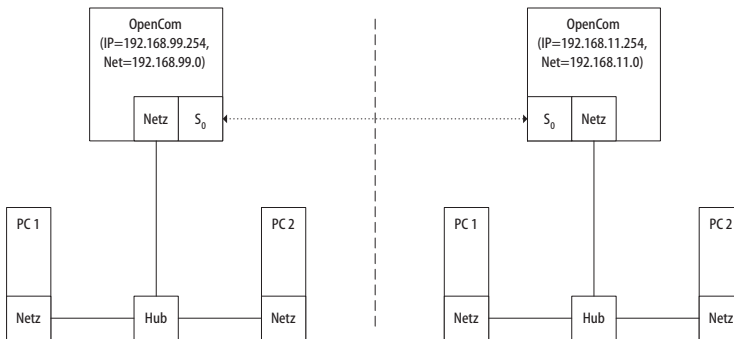 OpenCom
(IP=192.168.99.254,
Net=192.168.99.0)
Netz
S₀
OpenCom
(IP=192.168.11.254,
Net=192.168.11.0)
S₀
Netz
PC 1
PC 2
Netz
Hub
Netz
PC 1
PC 2
Netz
Hub
Netz